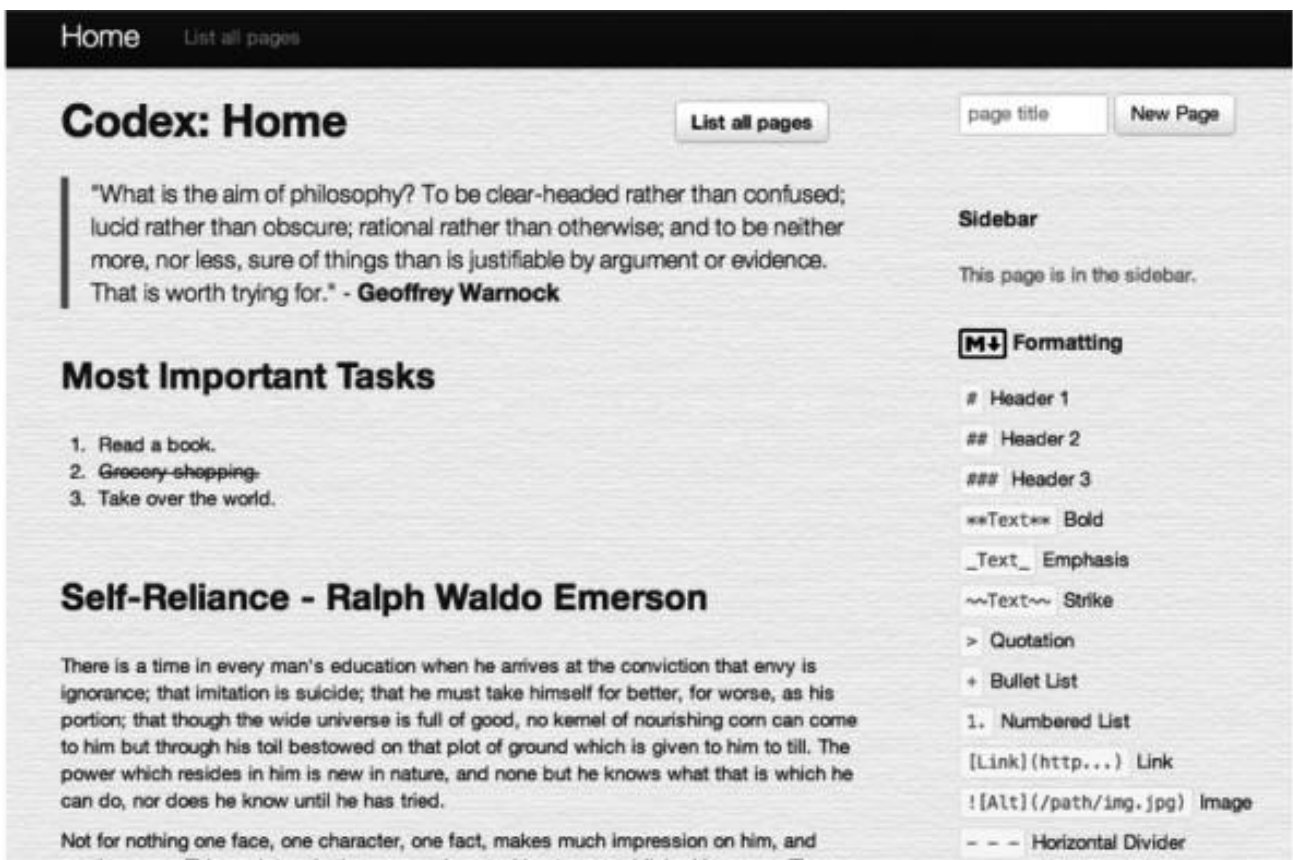 Home
List all pages
Codex: Home
List all pages
"What is the aim of philosophy? To be clear-headed rather than confused;
lucid rather than obscure; rational rather than otherwise; and to be neither
more, nor less, sure of things than is justifiable by argument or evidence.
That is worth trying for." - Geoffrey Warnock
Most Important Tasks
1. Read a book.
2. Grocery shopping.
3. Take over the world.
Self-Reliance - Ralph Waldo Emerson
There is a time in every man's education when he arrives at the conviction that envy is
ignorance; that imitation is suicide; that he must take himself for better, for worse, as his
portion; that though the wide universe is full of good, no kernel of nourishing corn can come
to him but through his toil bestowed on that plot of ground which is given to him to till. The
power which resides in him is new in nature, and none but he knows what that is which he
can do, nor does he know until he has tried.
Not for nothing one face, one character, one fact, makes much impression on him, and
page title
New Page
Sidebar
This page is in the sidebar.
M↓ Formatting
# Header 1
## Header 2
### Header 3
**Text** Bold
_Text_ Emphasis
~~Text~~ Strike
> Quotation
+ Bullet List
1. Numbered List
[Link](http...) Link
![Alt](/path/img.jpg) Image
- - - Horizontal Divider